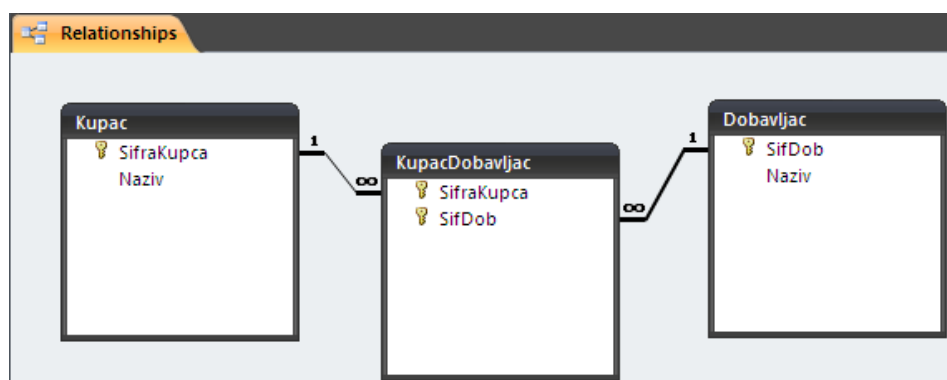 Relationships
Kupac
SifraKupca
Naziv
1
∞
KupacDobavljac
SifraKupca
SifDob
∞
1
Dobavljac
SifDob
Naziv